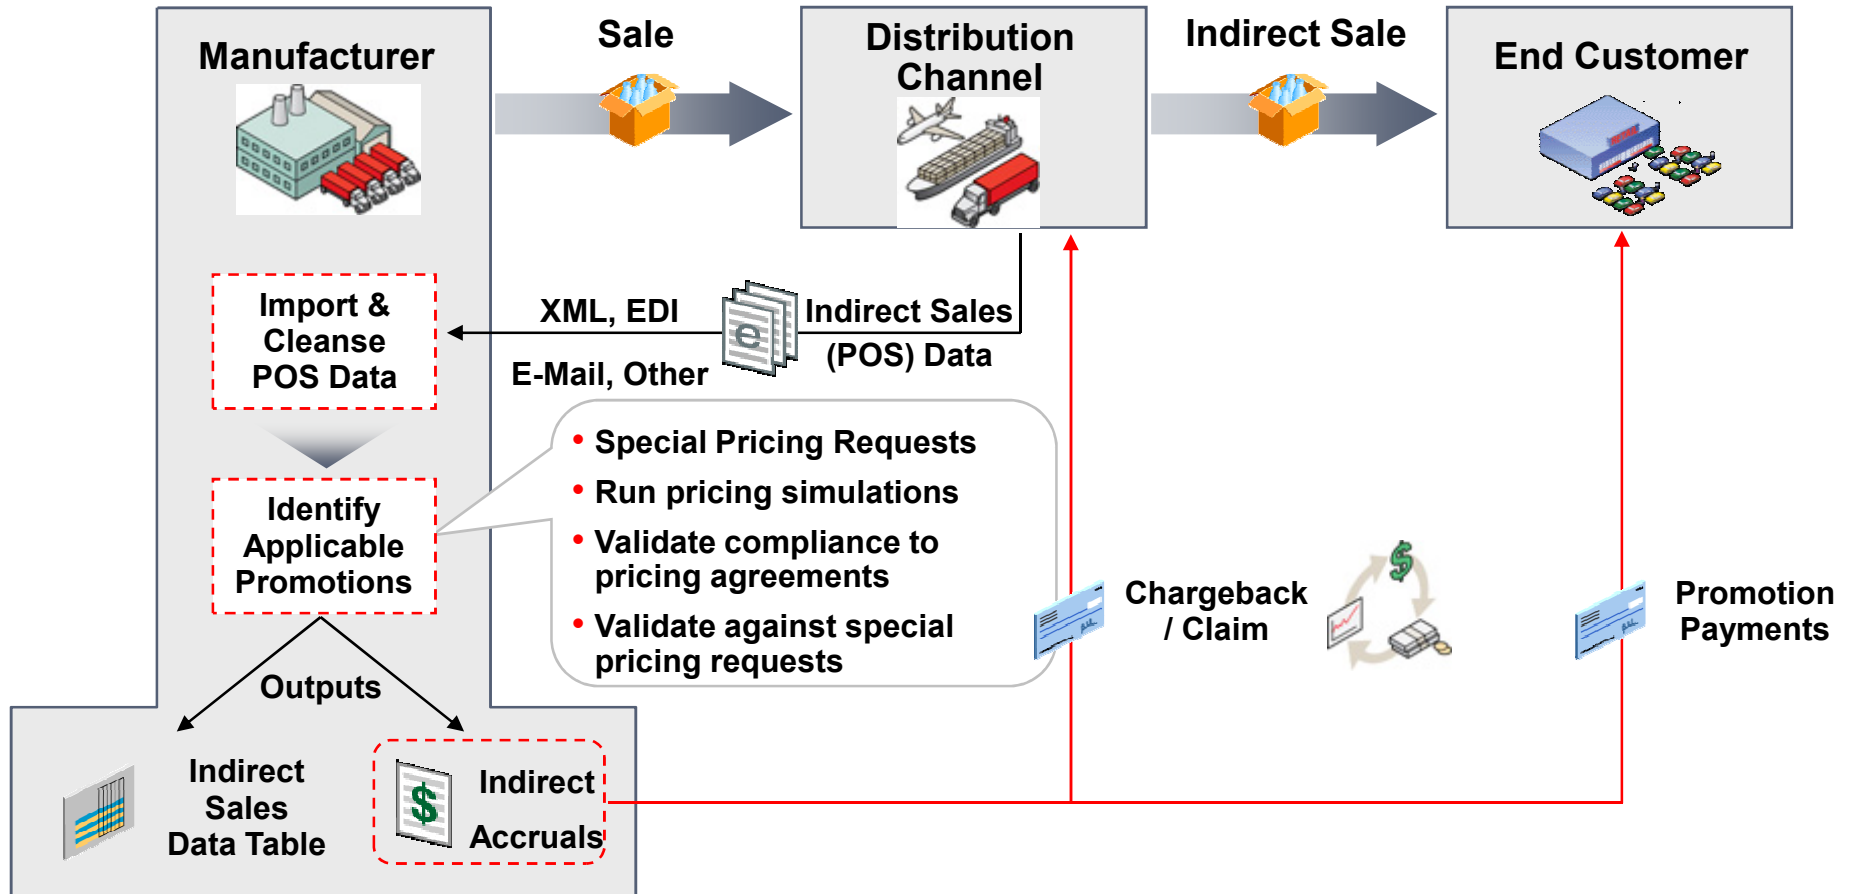 Manufacturer
Sale
Distribution
Channel
Indirect Sale
End Customer
Import &
Cleanse
POS Data
XML, EDI
E-Mail, Other
e
Indirect Sales
(POS) Data
Identify
Applicable
Promotions
• Special Pricing Requests
• Run pricing simulations
• Validate compliance to
pricing agreements
• Validate against special
pricing requests
Chargeback
/ Claim
$
Promotion
Payments
Outputs
Indirect
Sales
Data Table
$
Indirect
Accruals